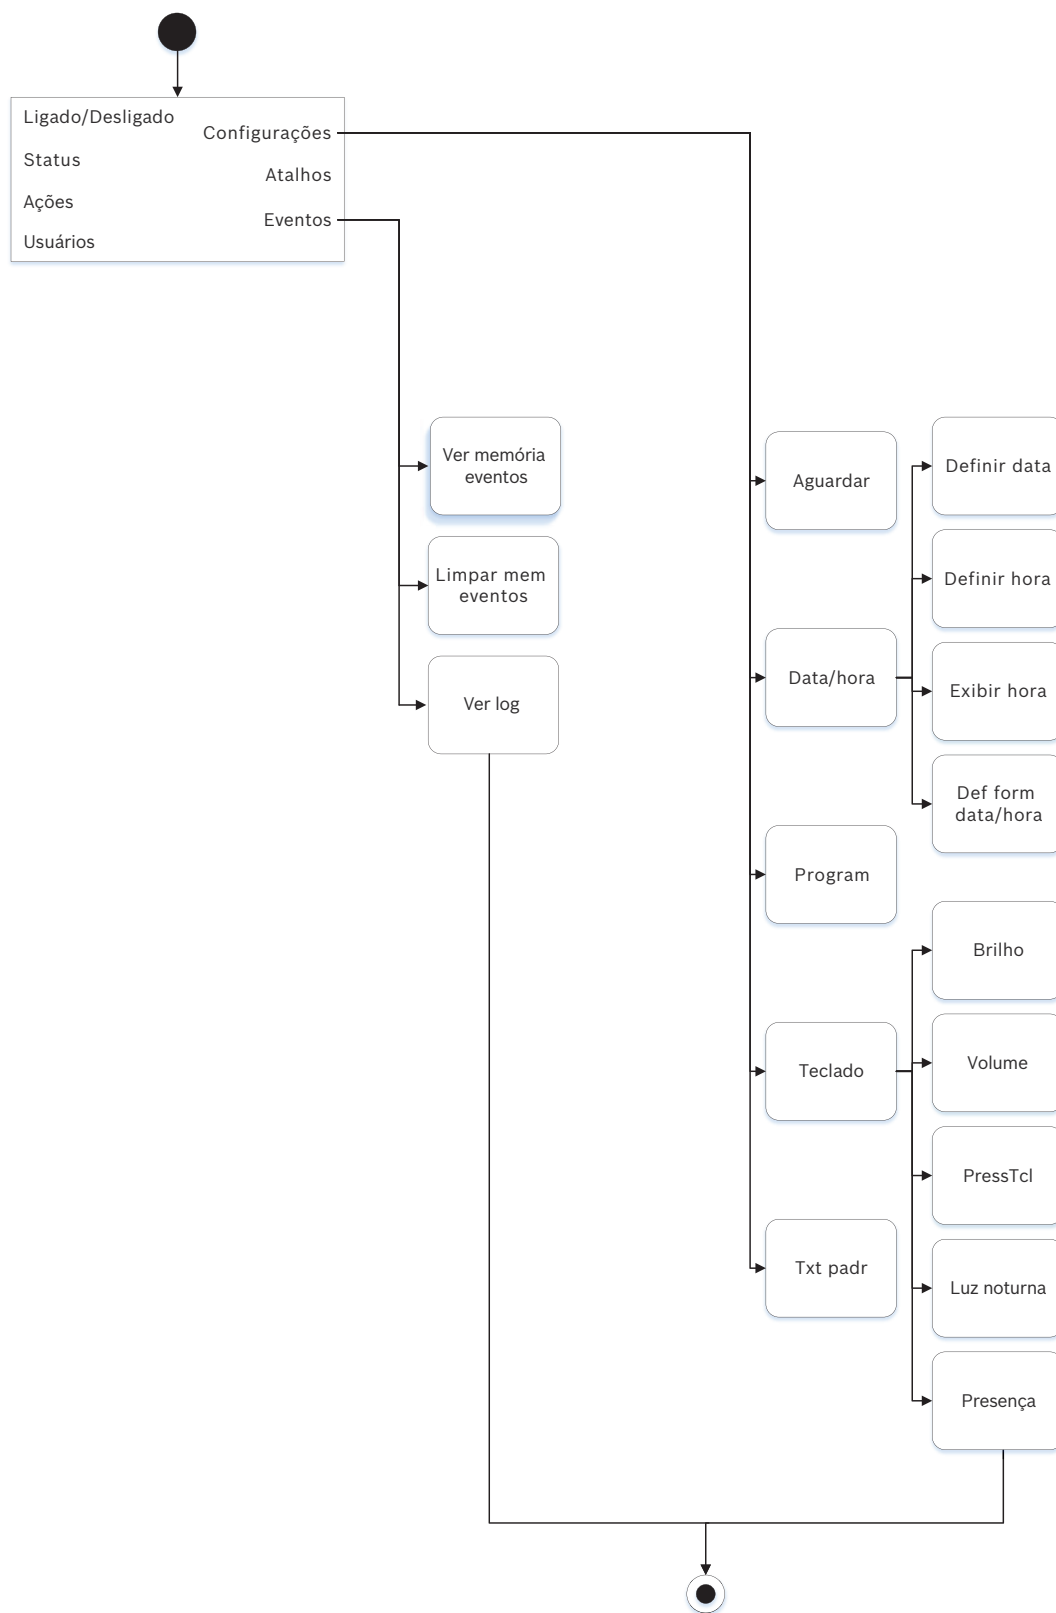 Ligado/Desligado
Status
Ações
Usuários
Configurações
Atalhos
Eventos
Ver memória
eventos
Limpar mem
eventos
Ver log
Aguardar
Data/hora
Program
Teclado
Txt padr
Definir data
Definir hora
Exibir hora
Def form
data/hora
Brilho
Volume
PressTcl
Luz noturna
Presença